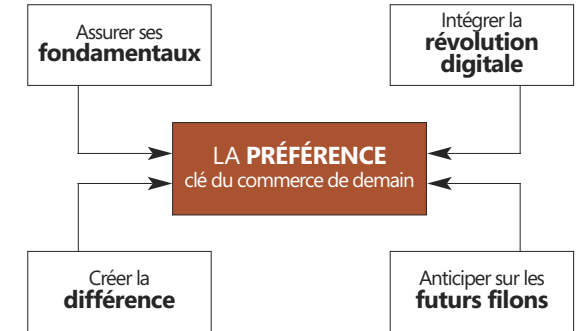 Assurer ses
fondamentaux
Intégrer la
révolution
digitale
LA PRÉFÉRENCE
clé du commerce de demain
Créer la
différence
Anticiper sur les
futurs filons